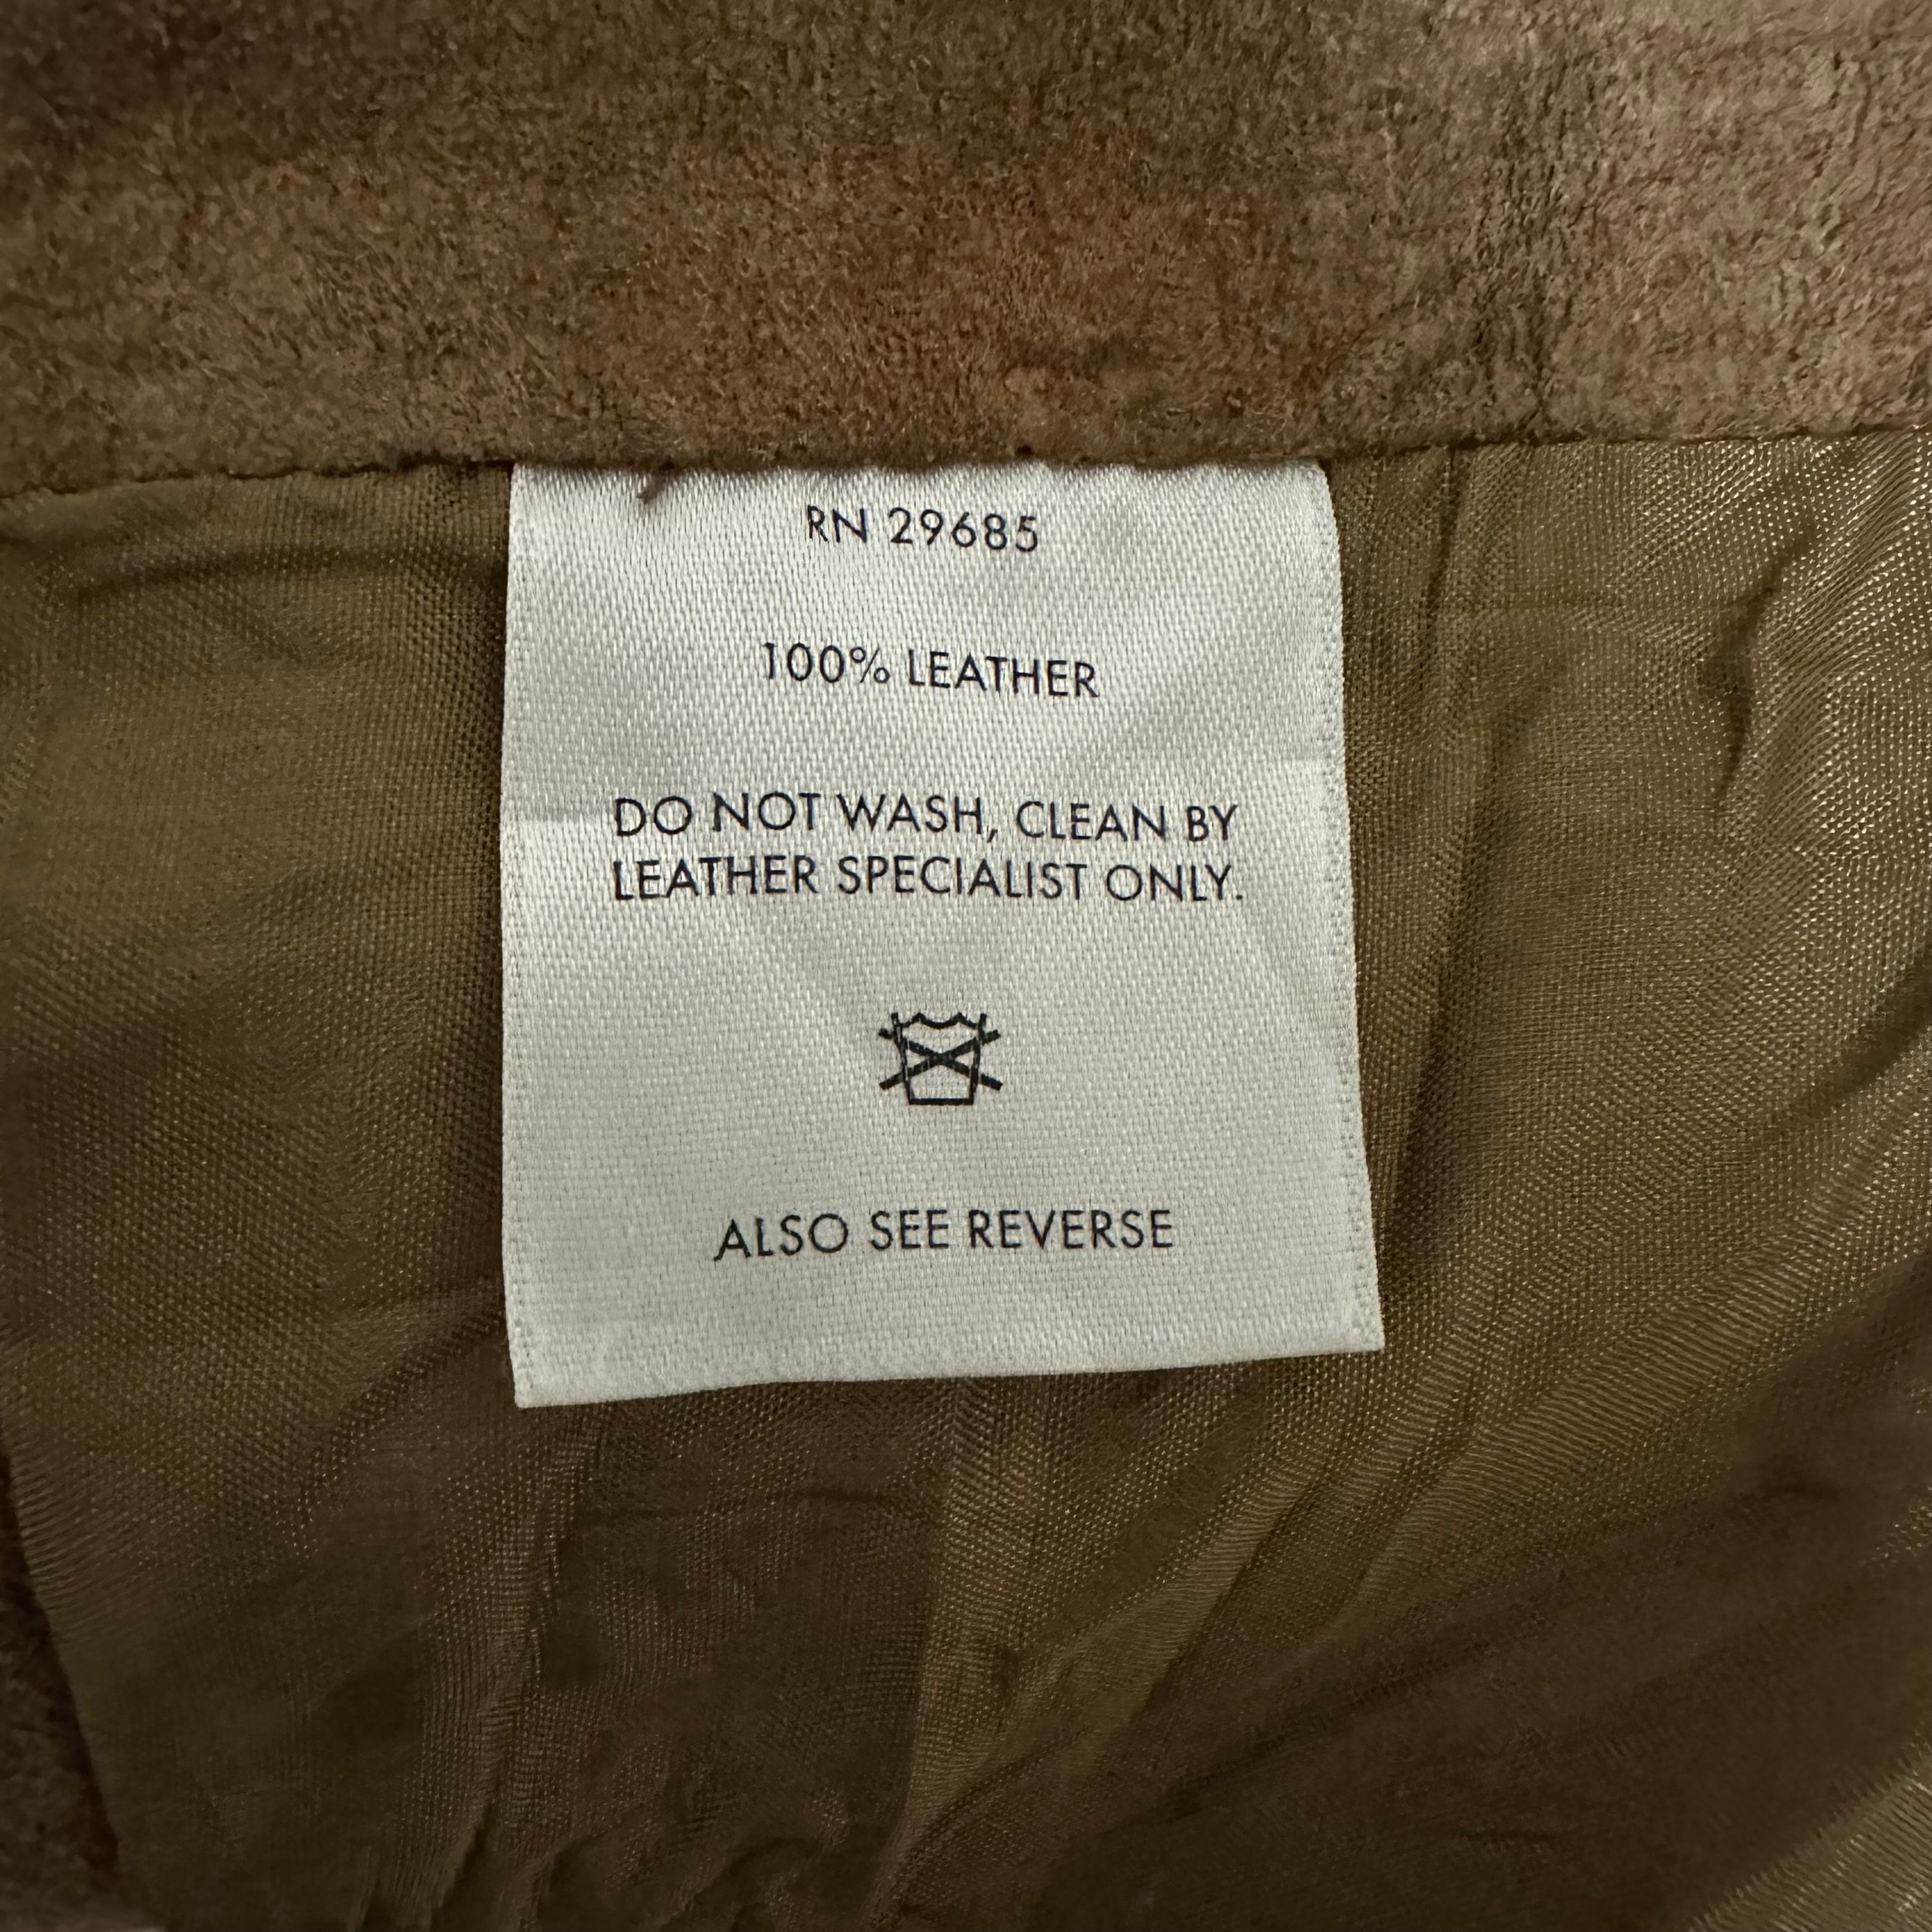 RN 29685
100% LEATHER
DO NOT WASH, CLEAN BY
LEATHER SPECIALIST ONLY.
ALSO SEE REVERSE